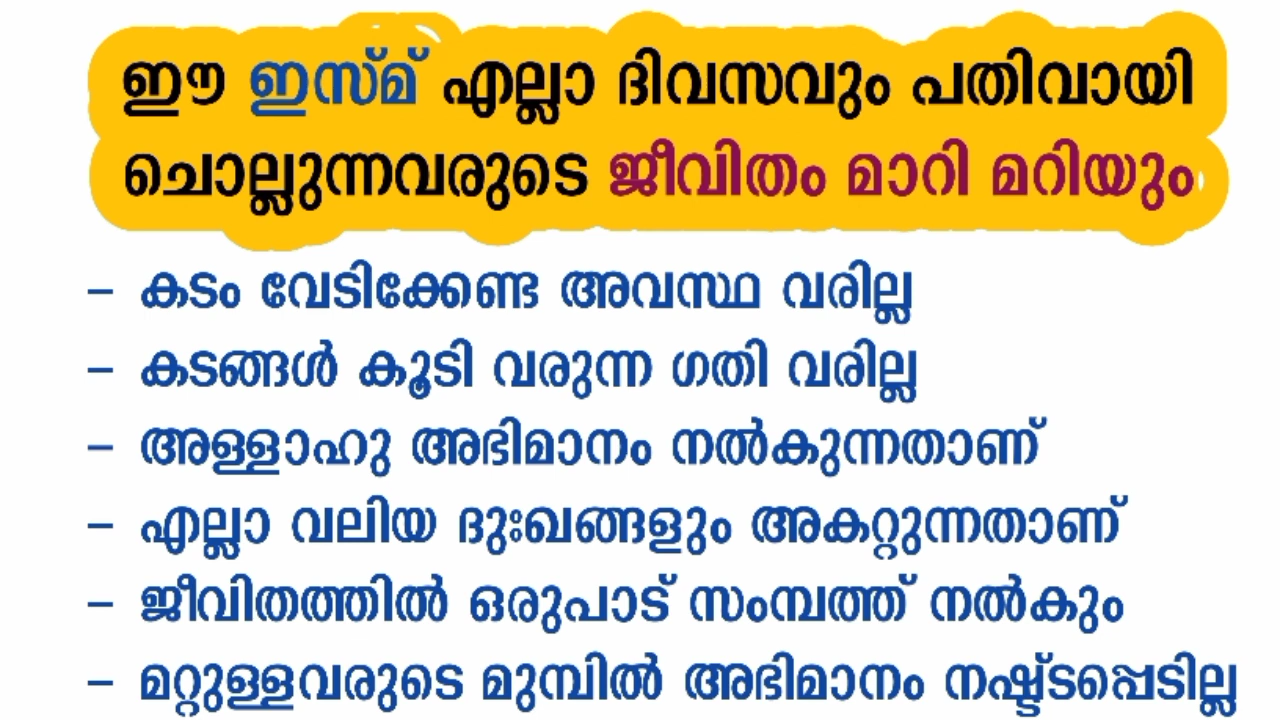 ഈ ഇസ്മ് എല്ലാ ദിവസവും പതിവായി
ചൊല്ലുന്നവരുടെ ജീവിതം മാറി മറിയും
- കടം വേടിക്കേണ്ട അവസ്ഥ വരില്ല
- കടങ്ങൾ കൂടി വരുന്ന ഗതി വരില്ല
- അള്ളാഹു അഭിമാനം നൽകുന്നതാണ്
- എല്ലാ വലിയ ദുഃഖങ്ങളും അകറ്റുന്നതാണ്
- ജീവിതത്തിൽ ഒരുപാട് സംമ്പത്ത് നൽകും
- മറ്റുള്ളവരുടെ മുമ്പിൽ അഭിമാനം നഷ്ട്ടപ്പെടില്ല